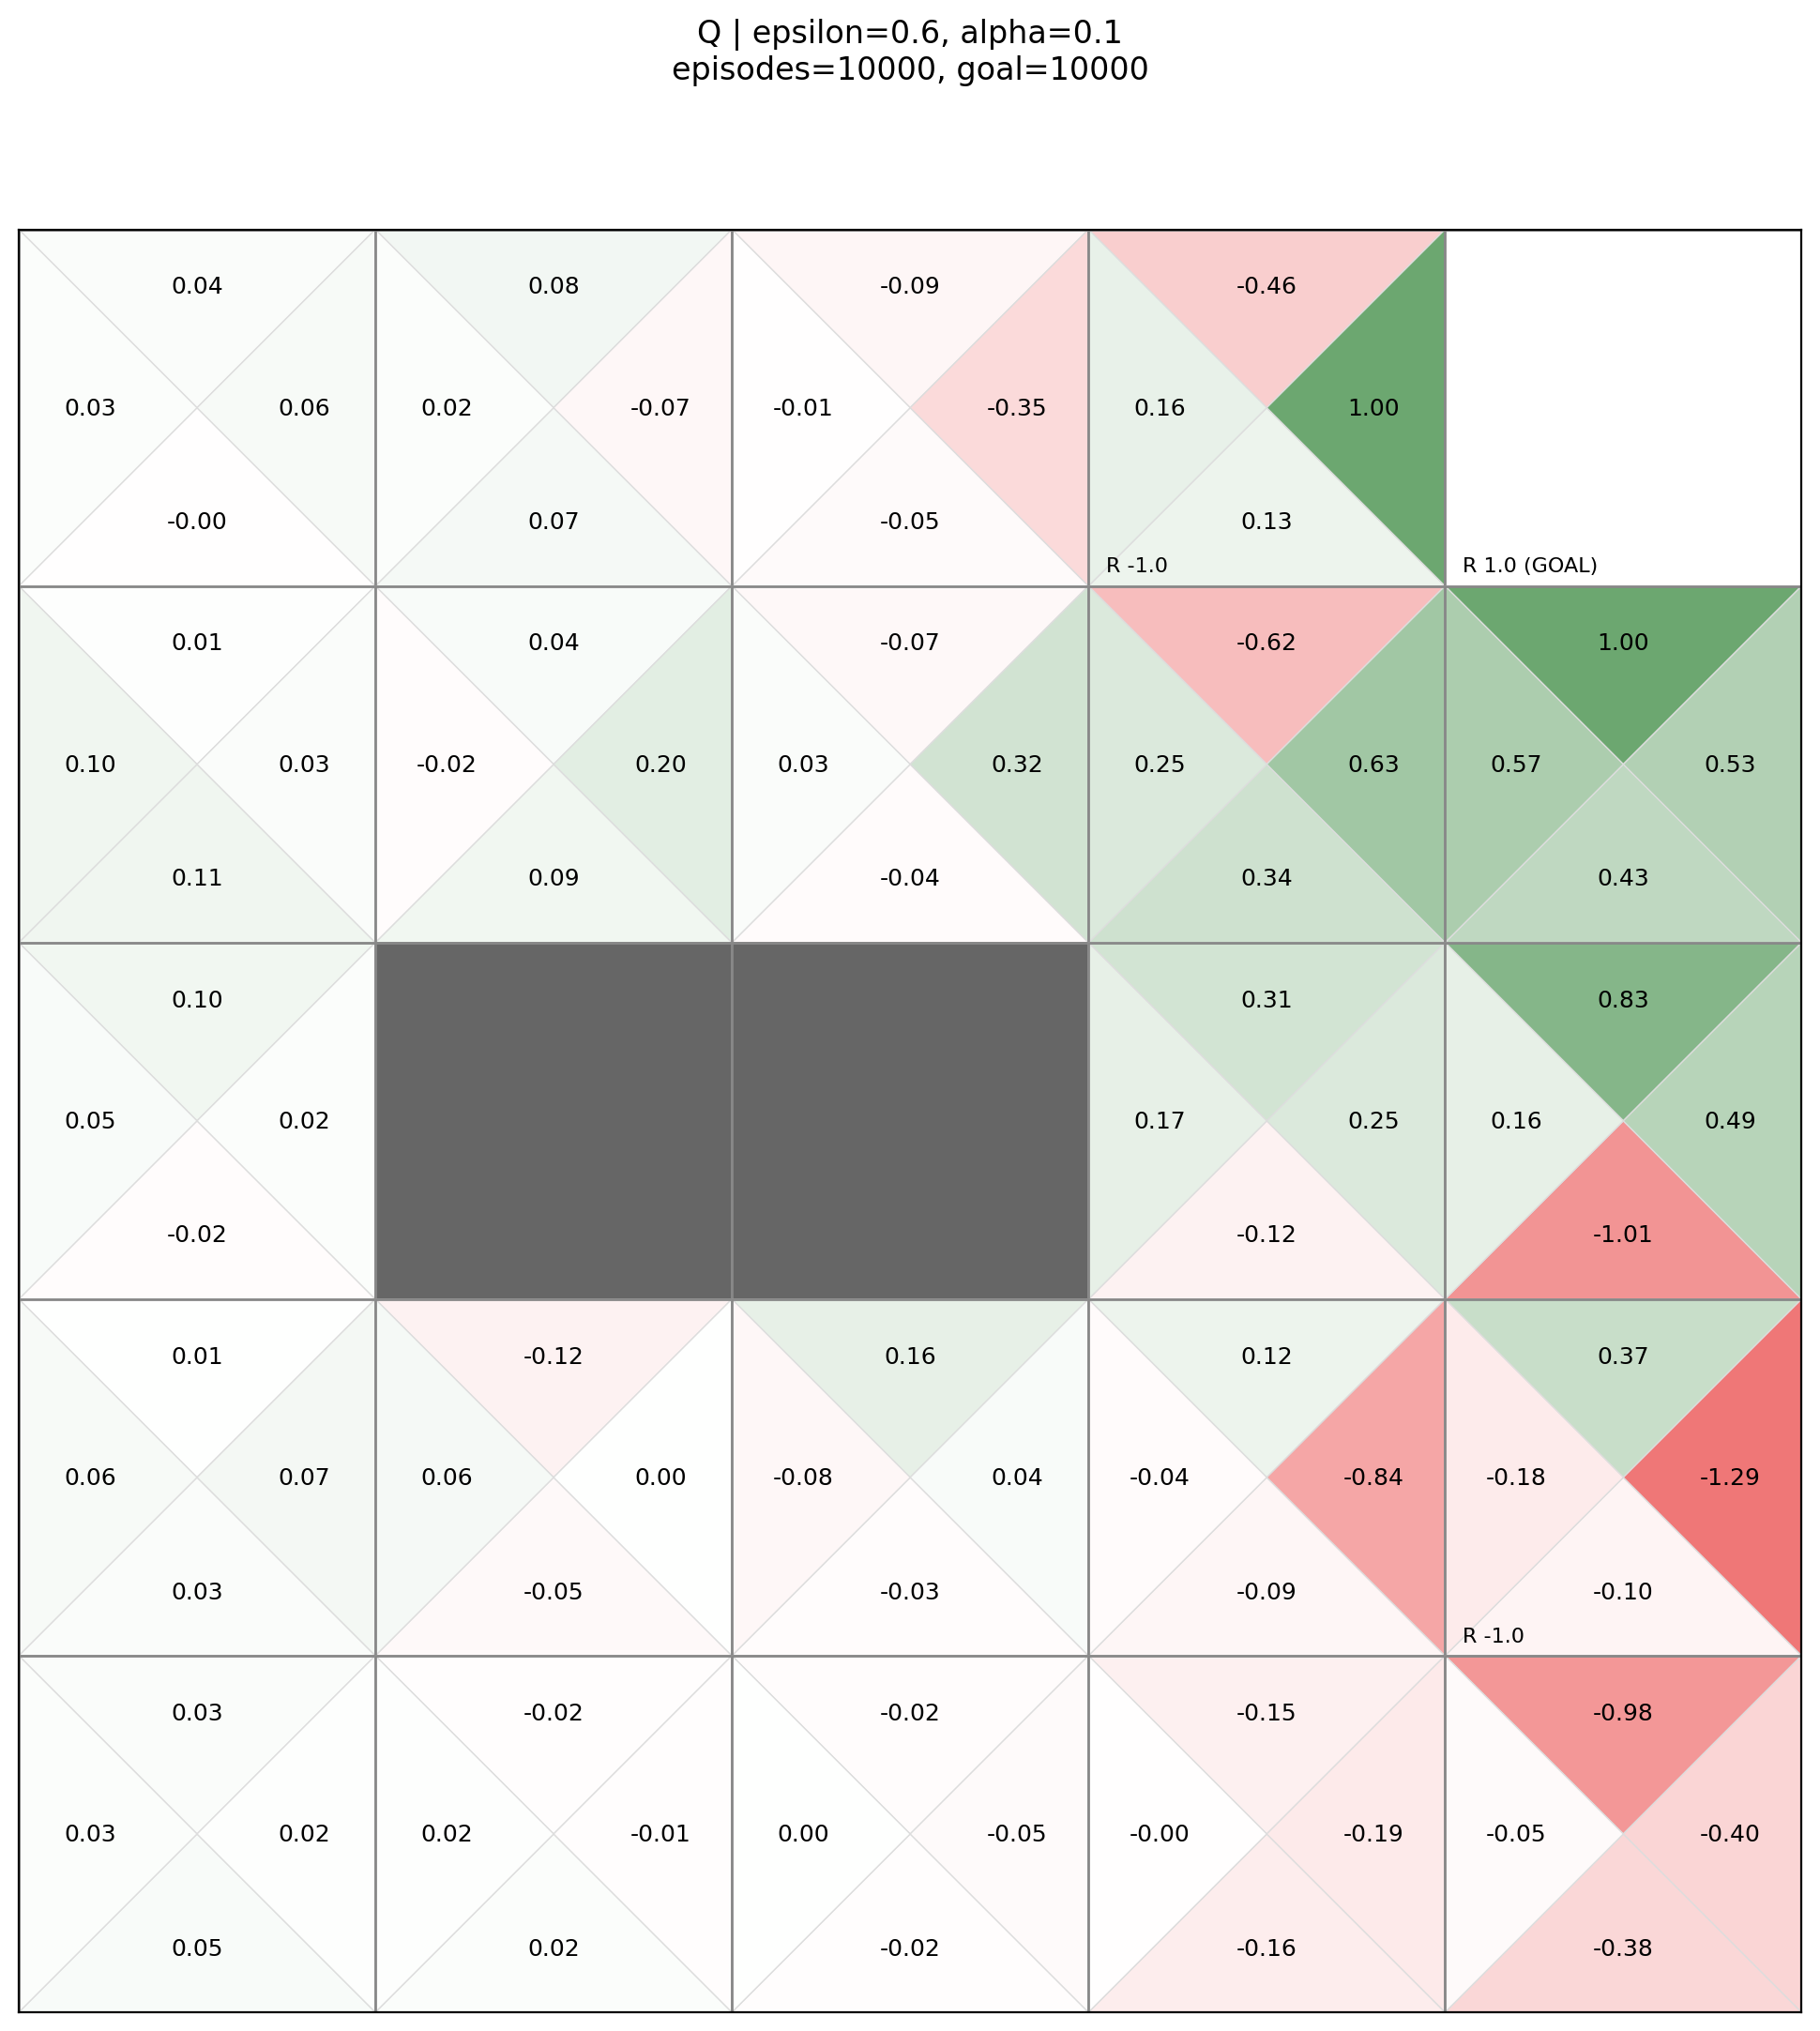 Q | epsilon=0.6, alpha=0.1
episodes=10000, goal=10000
0.04 0.08 -0.09 -0.46
0.03 0.06 0.02 -0.07 -0.01 -0.35 0.16 1.00
-0.00 0.07 -0.05 0.13
R -1.0 R 1.0 (GOAL)
0.01 0.04 -0.07 -0.62 1.00
0.10 0.03 -0.02 0.20 0.03 0.32 0.25 0.63 0.57 0.53
0.11 0.09 -0.04 0.34 0.43
0.10 0.31 0.83
0.05 0.02 0.17 0.25 0.16 0.49
-0.02 -0.12 -1.01
0.01 -0.12 0.16 0.12 0.37
0.06 0.07 0.06 0.00 -0.08 0.04 -0.04 -0.84 -0.18 -1.29
0.03 -0.05 -0.03 -0.09 -0.10
R -1.0
0.03 -0.02 -0.02 -0.15 -0.98
0.03 0.02 0.02 -0.01 0.00 -0.05 -0.00 -0.19 -0.05 -0.40
0.05 0.02 -0.02 -0.16 -0.38